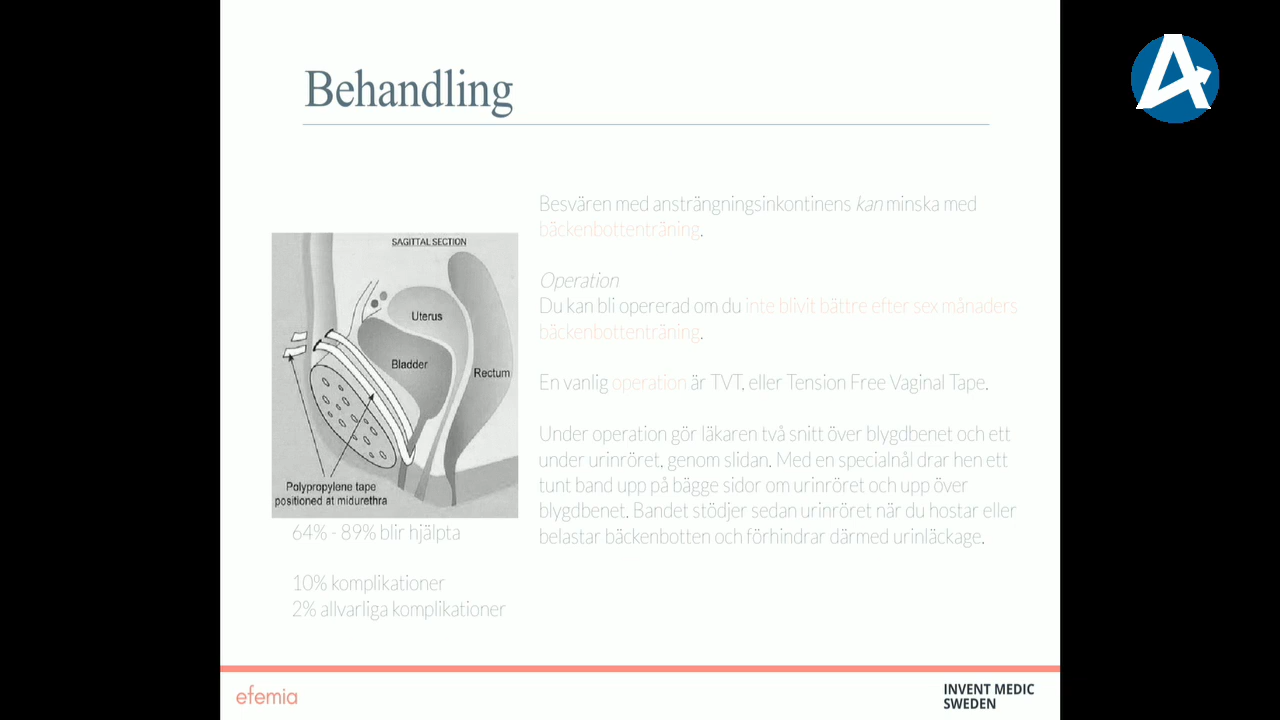 Behandling
Besvären med ansträngningsinkontinens kan minska med
bäckenbottenträning.
Operation
Du kan bli opererad om du inte blivit bättre efter sex månaders
bäckenbottenträning.
En vanlig operation är TVT, eller Tension Free Vaginal Tape.
Under operation gör läkaren två snitt över blygdbenet och ett
under urinröret, genom slidan. Med en specialnål drar hen ett
tunt band upp på bägge sidor om urinröret och upp över
blygdbenet. Bandet stödjer sedan urinröret när du hostar eller
belastar bäckenbotten och förhindrar därmed urinläckage.
SAGITTAL SECTION
Uterus
Bladder
Rectum
Polypropylene tape
positioned at midurethra
64% - 89% blir hjälpta
10% komplikationer
2% allvarliga komplikationer
efemia
INVENT MEDIC
SWEDEN